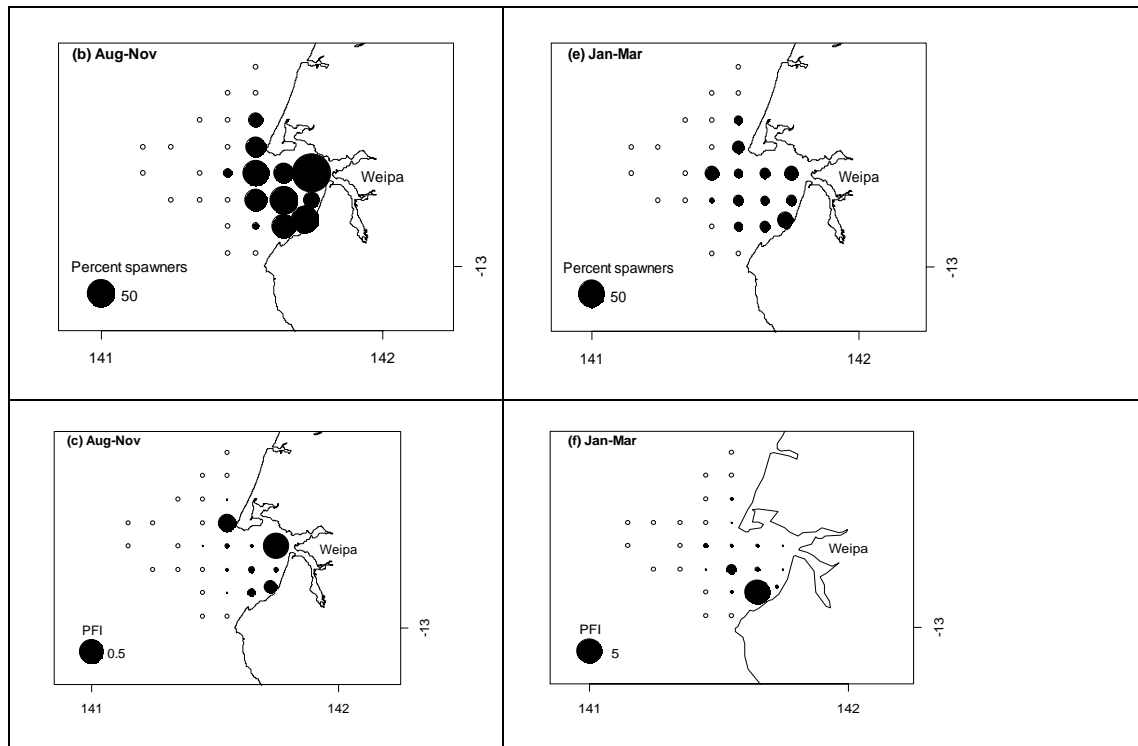 (b) Aug-Nov
Weipa
Percent spawners
50
-13
141
142
(e) Jan-Mar
Weipa
Percent spawners
50
-13
141
142
(c) Aug-Nov
Weipa
PFI
0.5
-13
141
142
(f) Jan-Mar
Weipa
PFI
5
-13
141
142